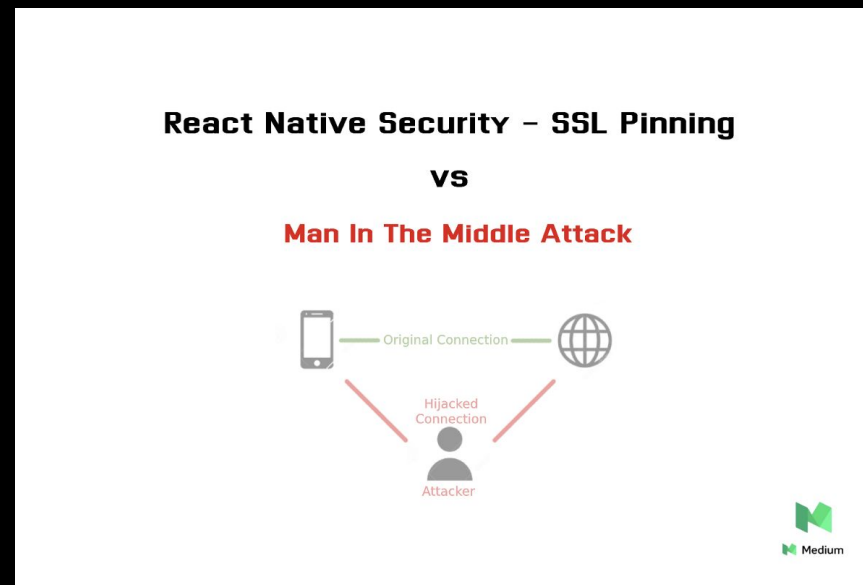 React Native Security - SSL Pinning
vs
Man In The Middle Attack
Original Connection
Hijacked
Connection
Attacker
Medium